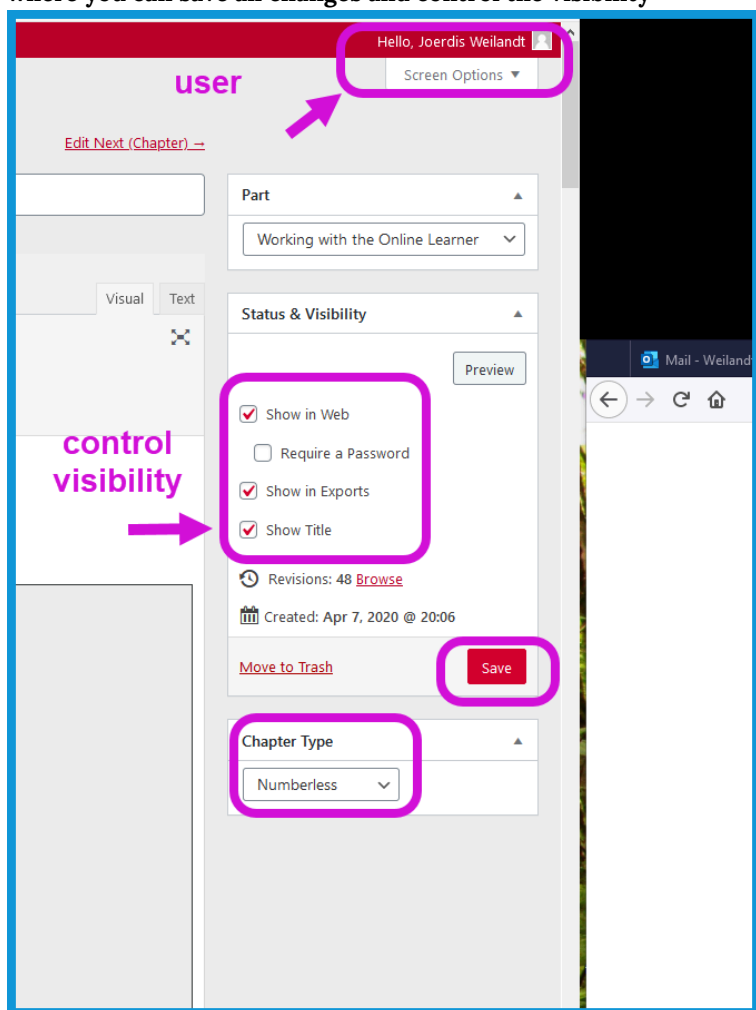 where you can save all changes and control the visibility
Hello, Joerdis Weilandt
user
Screen Options ▼
Edit Next (Chapter) →
Part ▲
Working with the Online Learner
Visual Text
Status & Visibility ▲
Preview
Mail - Weiland
Show in Web
Require a Password
control
visibility
Show in Exports
Show Title
Revisions: 48 Browse
Created: Apr 7, 2020 @ 20:06
Move to Trash
Save
Chapter Type ▲
Numberless